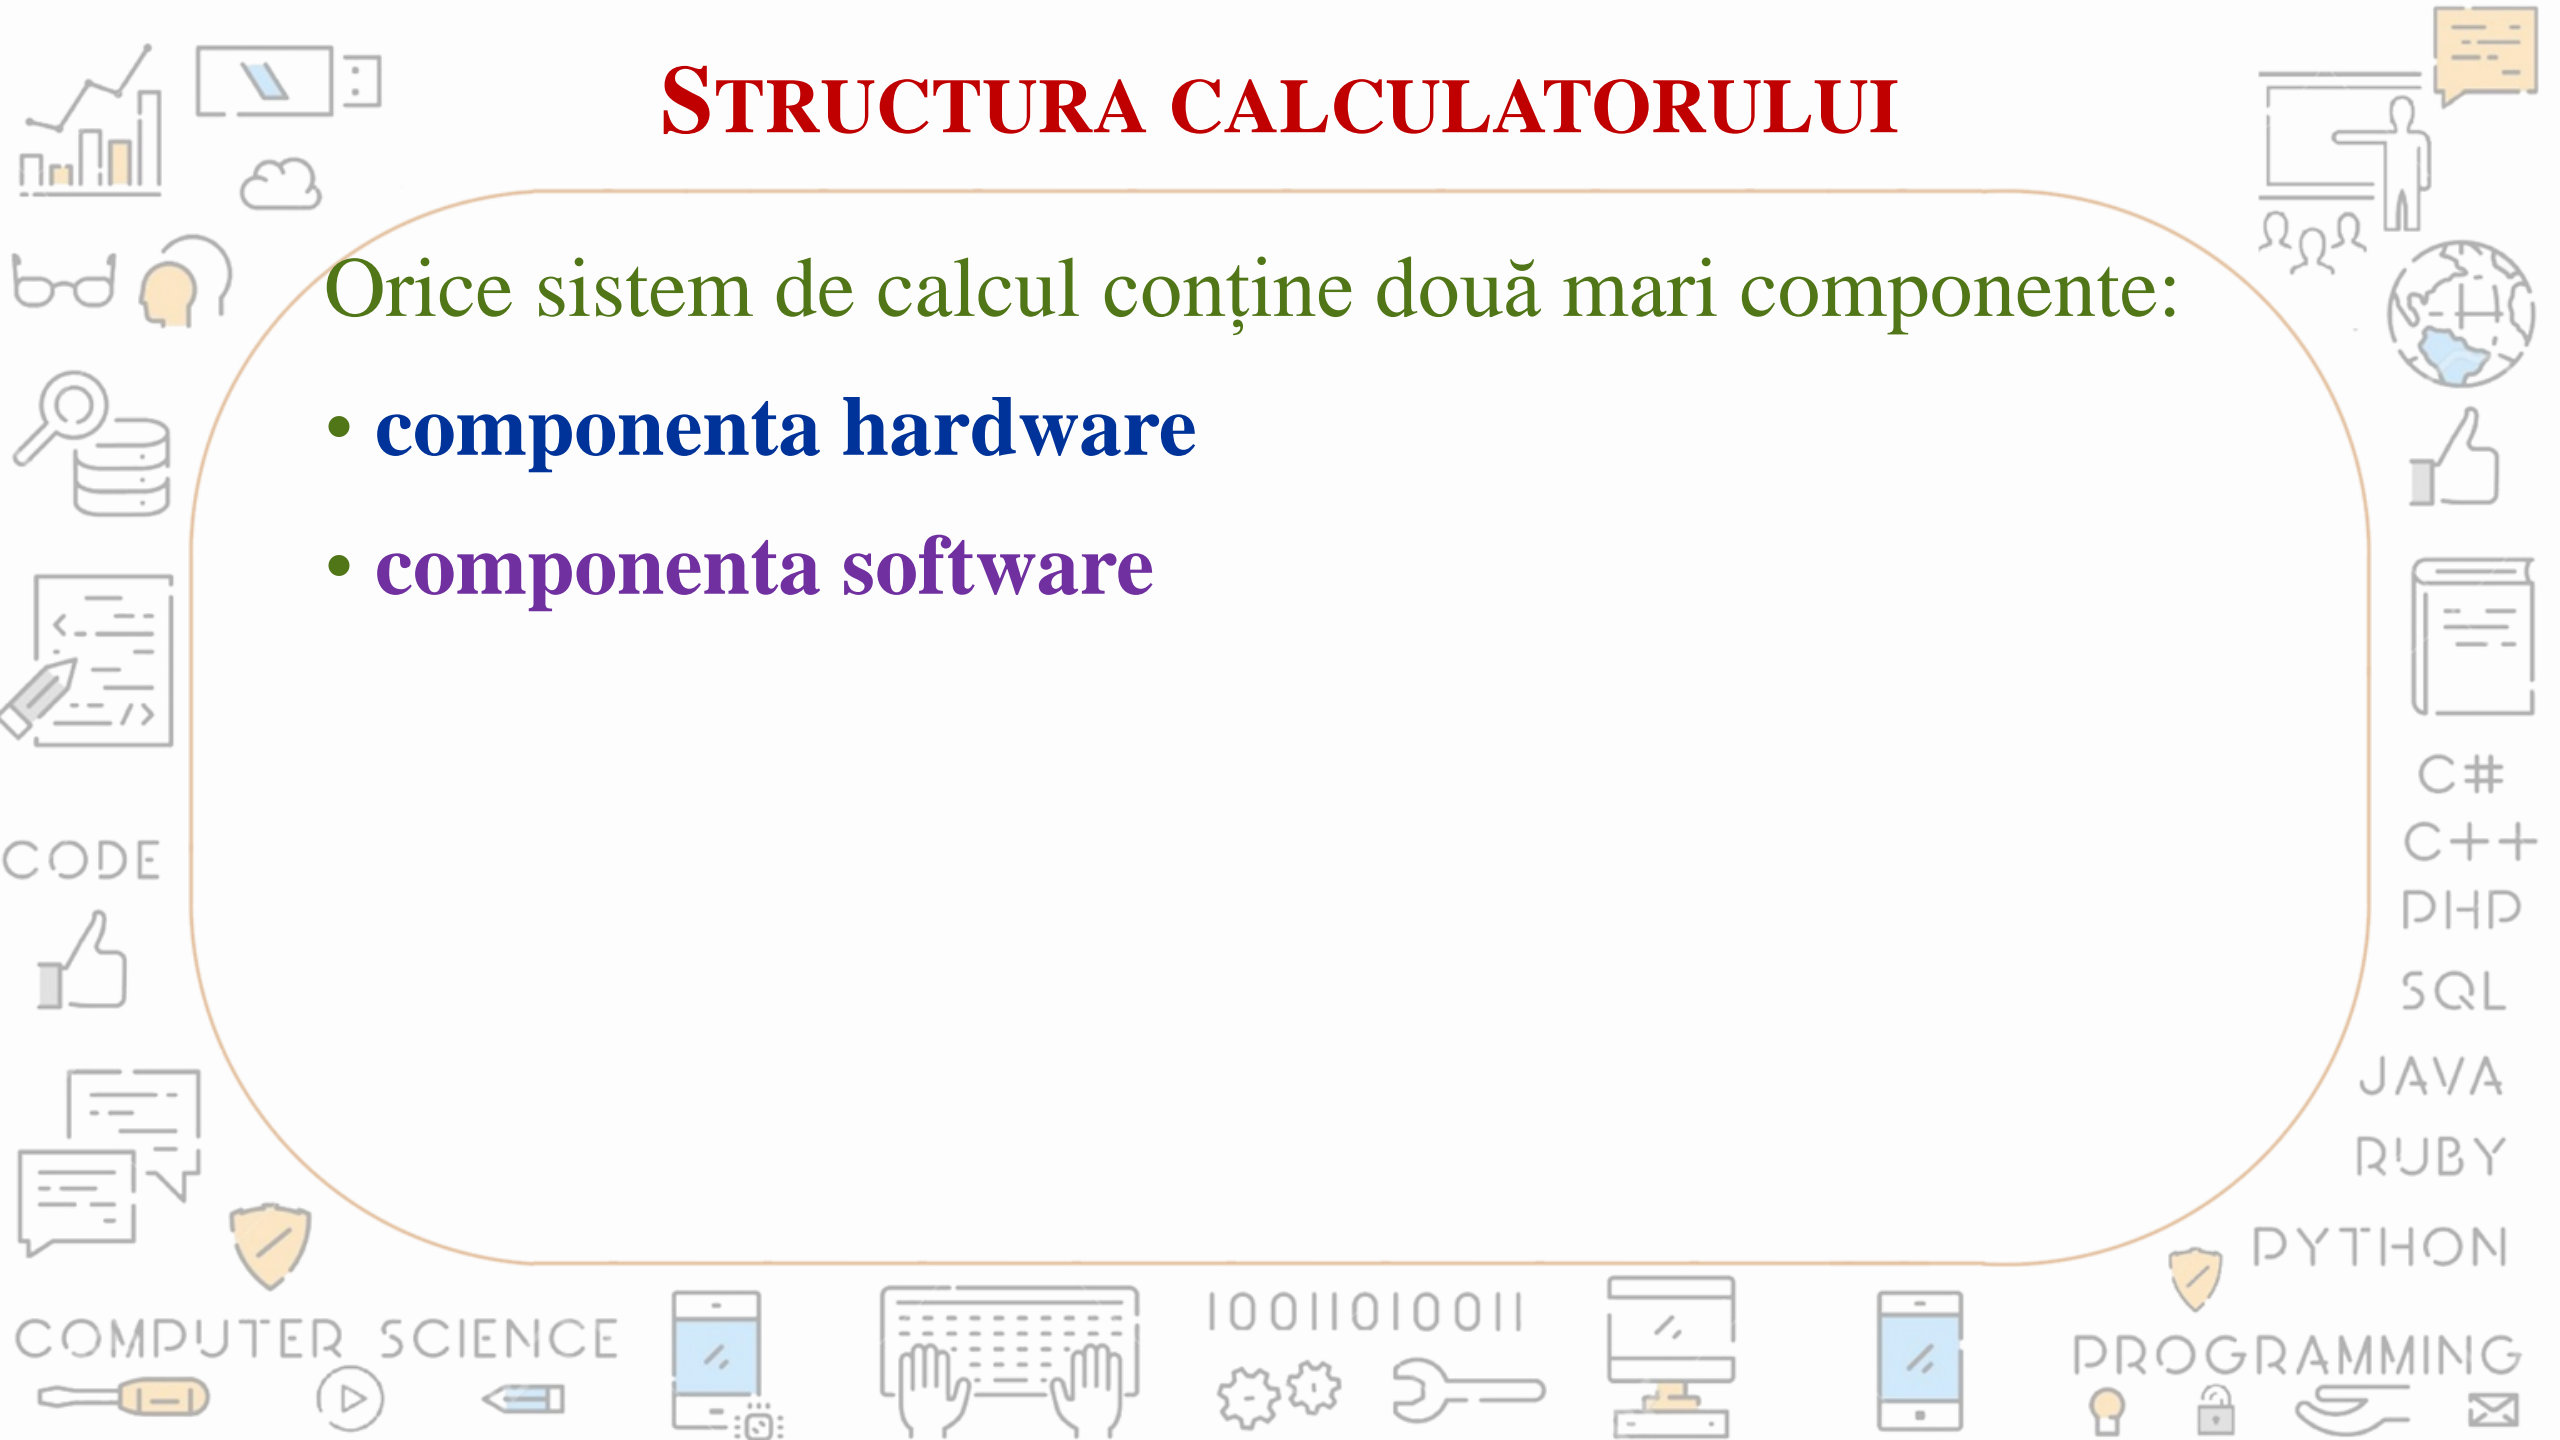 STRUCTURA CALCULATORULUI
Orice sistem de calcul conține două mari componente:
• componenta hardware
• componenta software
C#
C++
CODE
PHP
SQL
JAVA
RUBY
PYTHON
10011010011
COMPUTER SCIENCE
PROGRAMMING